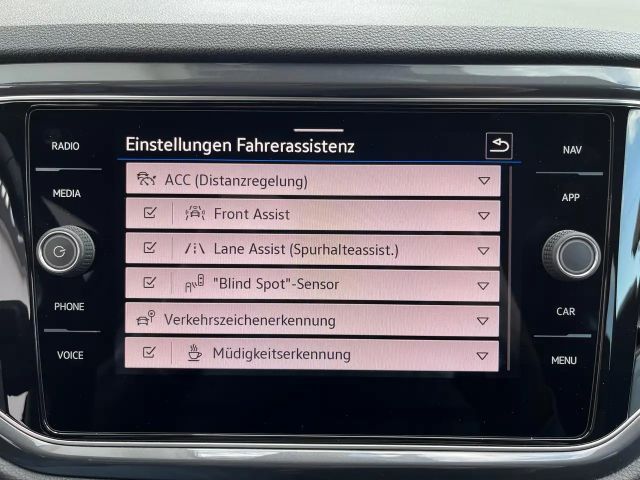 Einstellungen Fahrerassistenz
RADIO
MEDIA
PHONE
VOICE
ACC (Distanzregelung)
Front Assist
Lane Assist (Spurhalteassist.)
"Blind Spot"-Sensor
Verkehrszeichenerkennung
Müdigkeitserkennung
NAV
APP
CAR
MENU